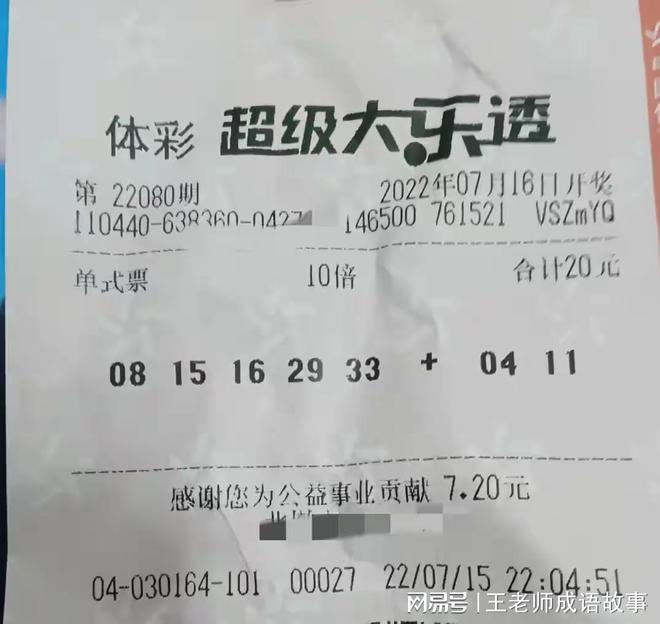 体彩 超级大乐透
第 22080期 2022年07月16日开奖
110440-638360-0427 146500 761521 VSZmYQ
单式票 10倍 合计20元
08 15 16 29 33 + 04 11
感谢您为公益事业贡献 7.20元
04-030164-101 00027 22/07/15 22:04:51
网易号 | 王老师成语故事